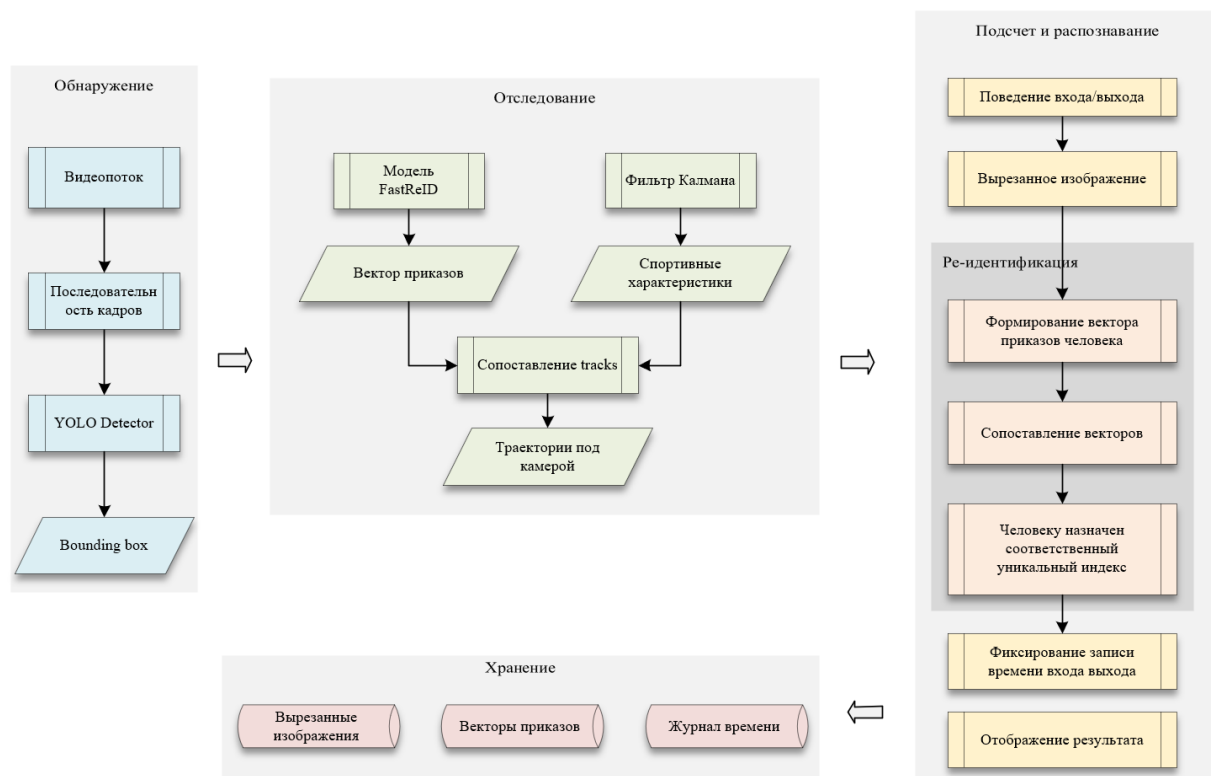 Обнаружение
Видеопоток
Последовательн
ость кадров
YOLO Detector
Bounding box
Отследование
Модель
FastReID
Фильтр Калмана
Вектор приказов
Спортивные
характеристики
Сопоставление tracks
Траектории под
камерой
Подсчет и распознавание
Поведение входа/выхода
Вырезанное изображение
Ре-идентификация
Формирование вектора
приказов человека
Сопоставление векторов
Человеку назначен
соответственный
уникальный индекс
Фиксирование записи
времени входа выхода
Отображение результата
Хранение
Вырезанные
изображения
Векторы приказов
Журнал времени